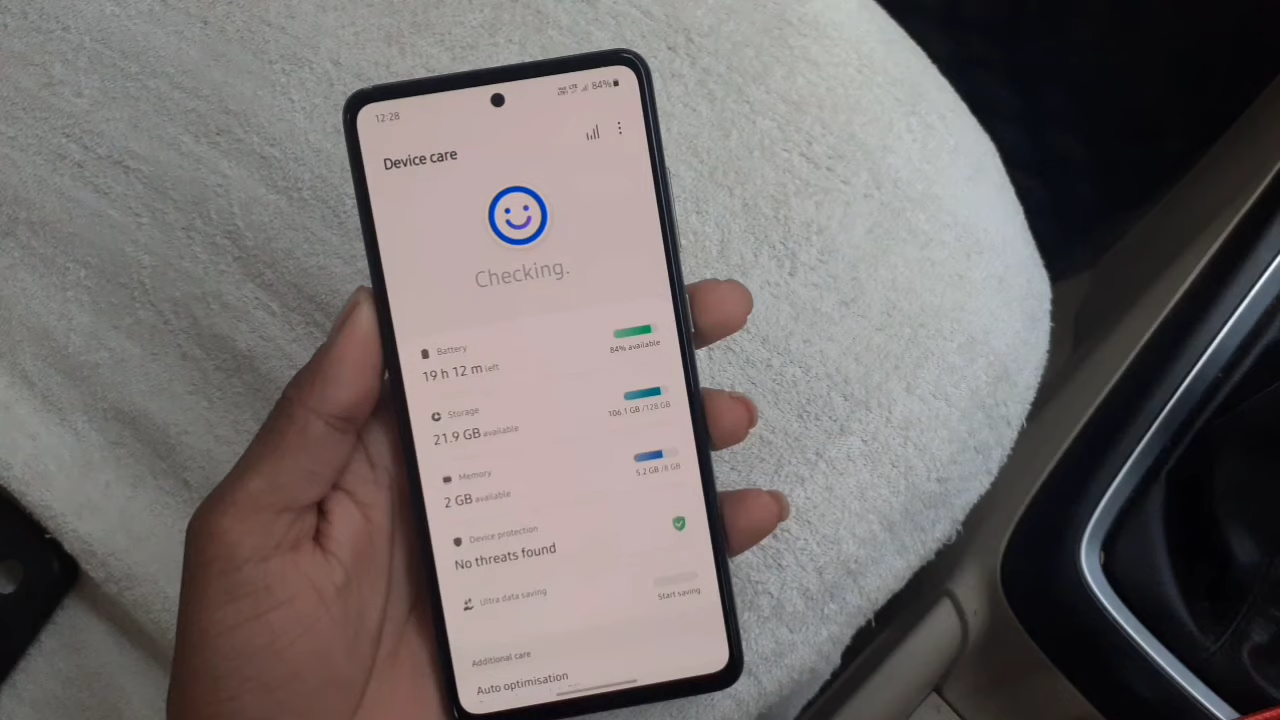 12:28
LTE 84%
Device care
Checking.
Battery
19 h 12 m left
84% available
Storage
21.9 GB available
106.1 GB /128 GB
Memory
2 GB available
5.2 GB /8 GB
Device protection
No threats found
Ultra data saving
Start saving
Additional care
Auto optimisation